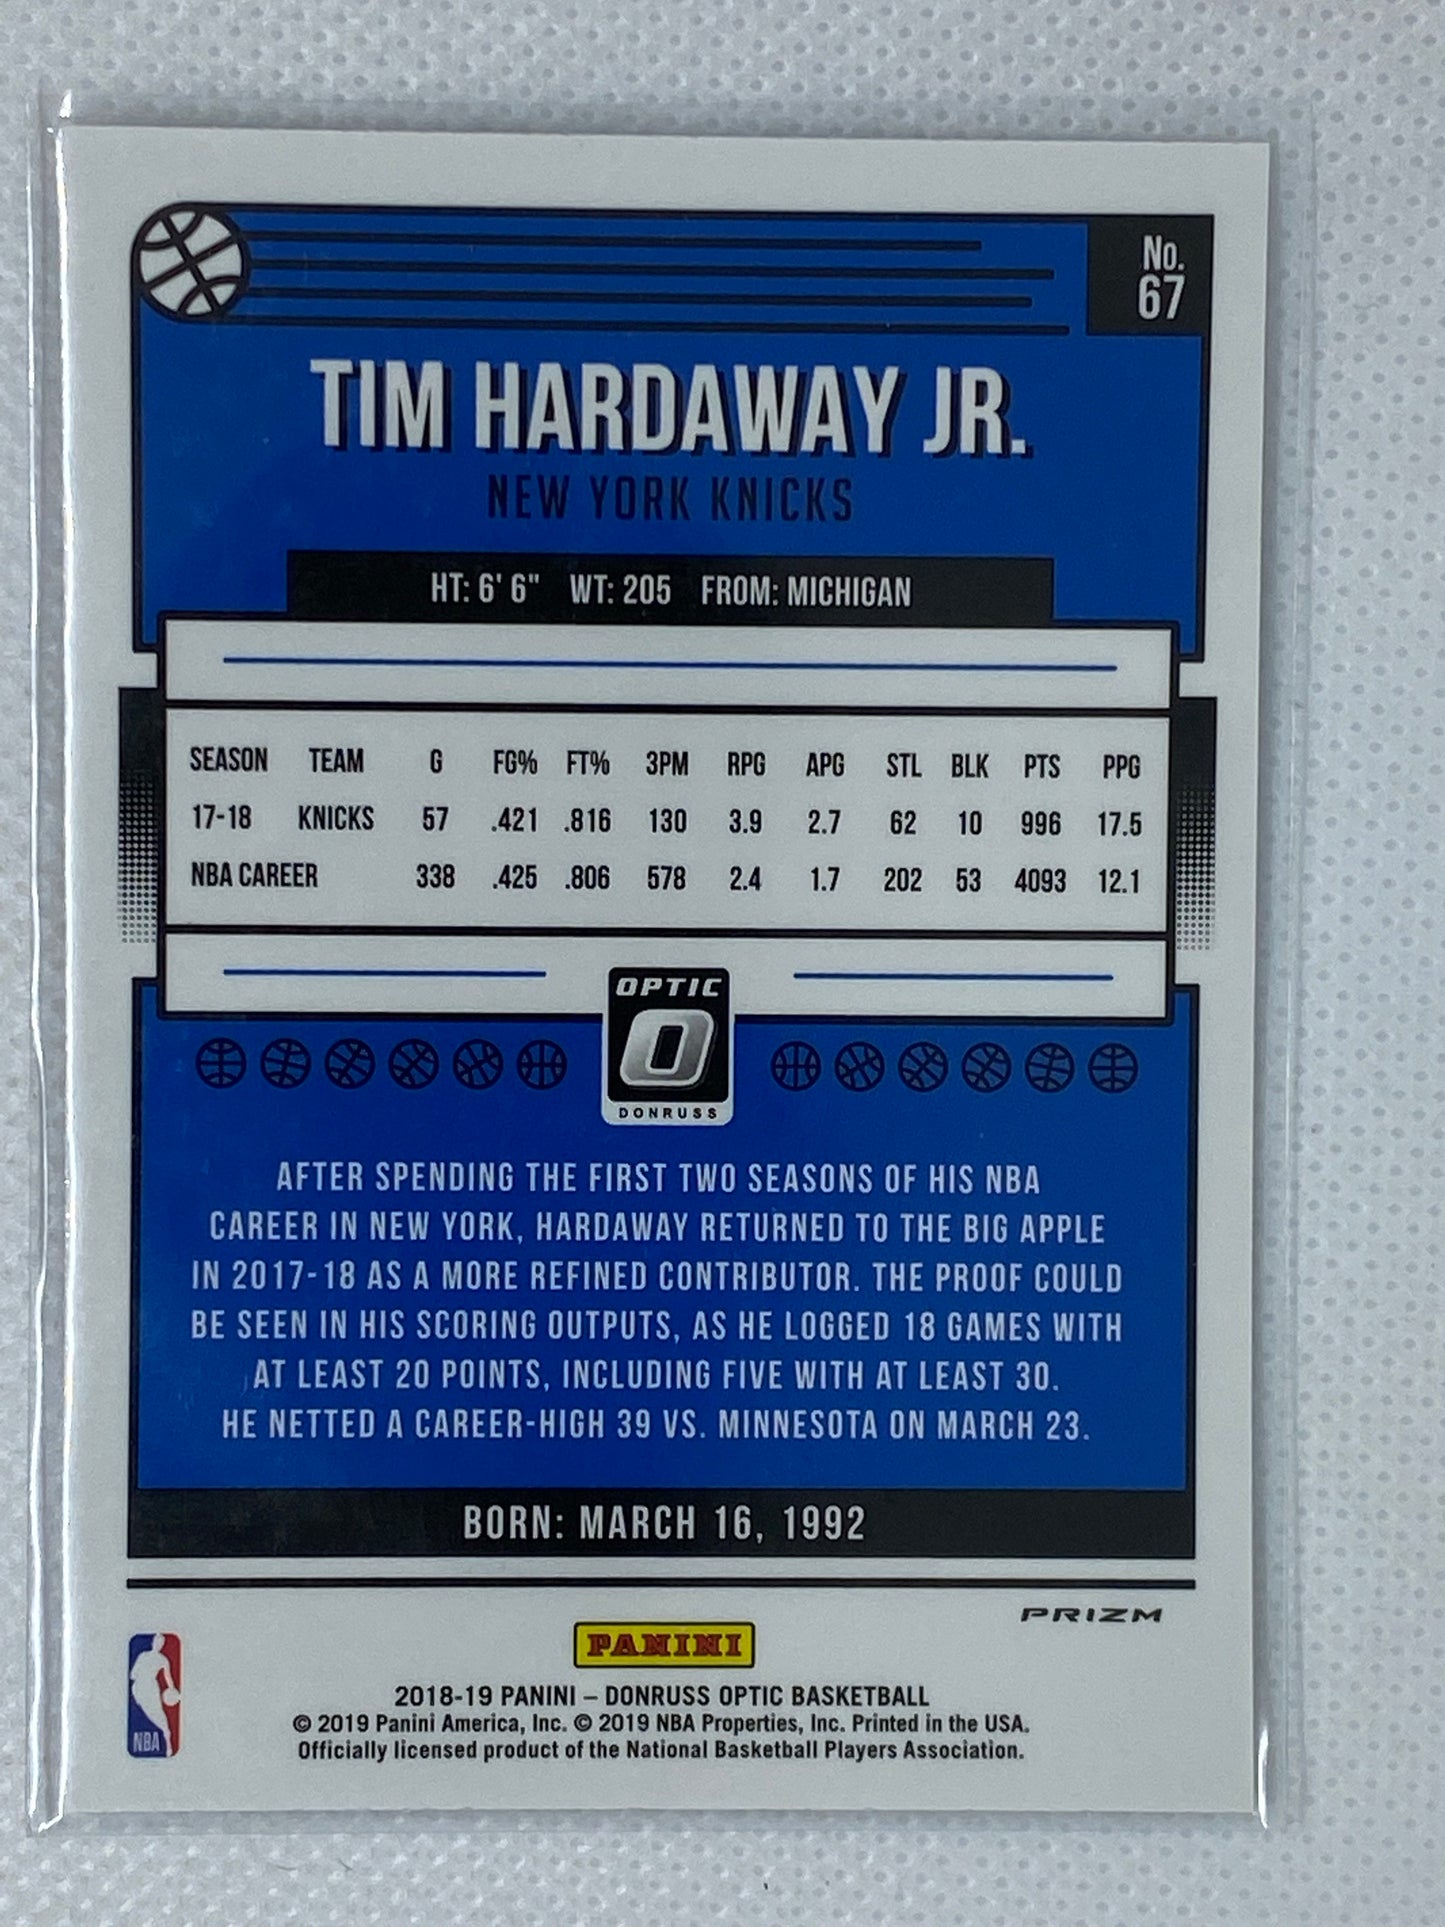 No.
67
TIM HARDAWAY JR.
NEW YORK KNICKS
HT: 6' 6" WT: 205 FROM: MICHIGAN
SEASON TEAM G FG% FT% 3PM RPG APG STL BLK PTS PPG
17-18 KNICKS 57 .421 .816 130 3.9 2.7 62 10 996 17.5
NBA CAREER 338 .425 .806 578 2.4 1.7 202 53 4093 12.1
OPTIC
O
DONRUSS
AFTER SPENDING THE FIRST TWO SEASONS OF HIS NBA
CAREER IN NEW YORK, HARDAWAY RETURNED TO THE BIG APPLE
IN 2017-18 AS A MORE REFINED CONTRIBUTOR. THE PROOF COULD
BE SEEN IN HIS SCORING OUTPUTS, AS HE LOGGED 18 GAMES WITH
AT LEAST 20 POINTS, INCLUDING FIVE WITH AT LEAST 30.
HE NETTED A CAREER-HIGH 39 VS. MINNESOTA ON MARCH 23.
BORN: MARCH 16, 1992
PRIZM
PANINI
NBA
2018-19 PANINI – DONRUSS OPTIC BASKETBALL
© 2019 Panini America, Inc. © 2019 NBA Properties, Inc. Printed in the USA.
Officially licensed product of the National Basketball Players Association.